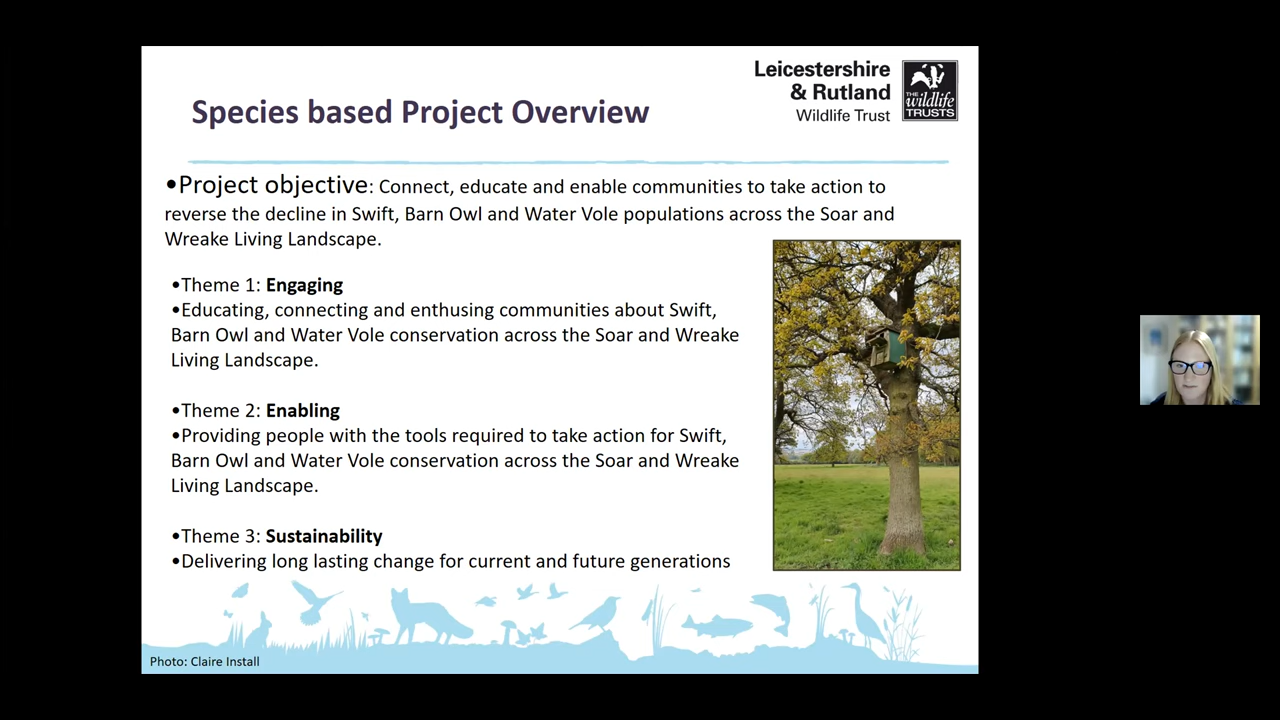 Leicestershire
& Rutland
Wildlife Trust
THE
wildlife
TRUSTS
Species based Project Overview
•Project objective: Connect, educate and enable communities to take action to
reverse the decline in Swift, Barn Owl and Water Vole populations across the Soar and
Wreake Living Landscape.
•Theme 1: Engaging
•Educating, connecting and enthusing communities about Swift,
Barn Owl and Water Vole conservation across the Soar and Wreake
Living Landscape.
•Theme 2: Enabling
•Providing people with the tools required to take action for Swift,
Barn Owl and Water Vole conservation across the Soar and Wreake
Living Landscape.
•Theme 3: Sustainability
•Delivering long lasting change for current and future generations
Photo: Claire Install